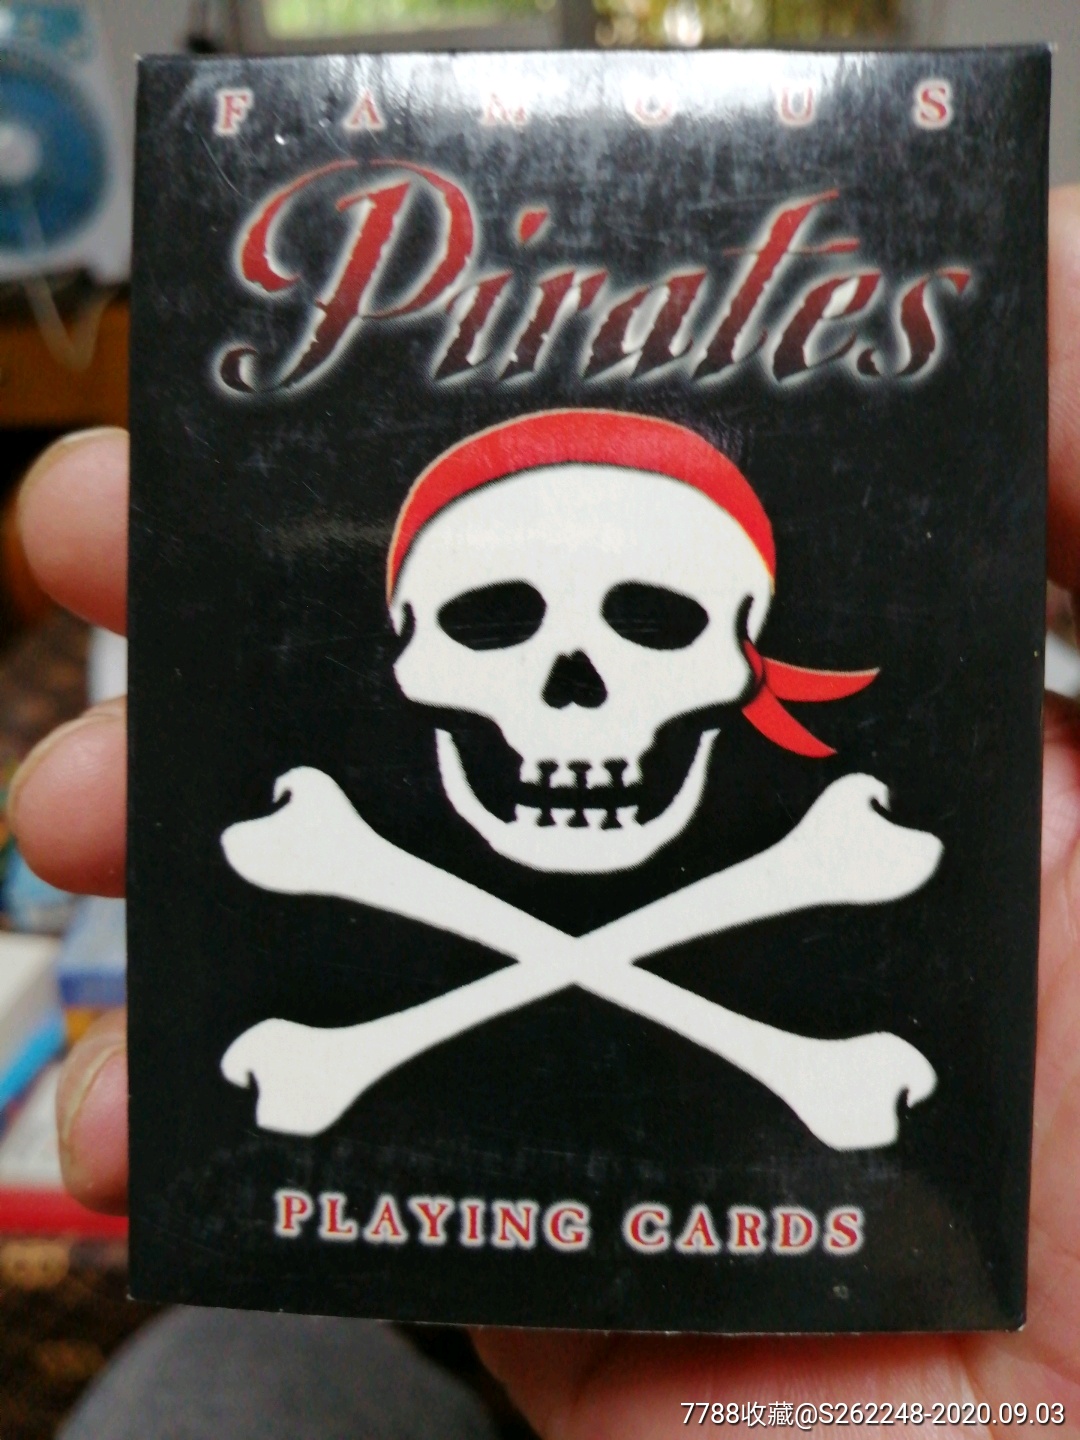 FAMOUS
Pirates
PLAYING CARDS
7788收藏@S262248-2020.09.03